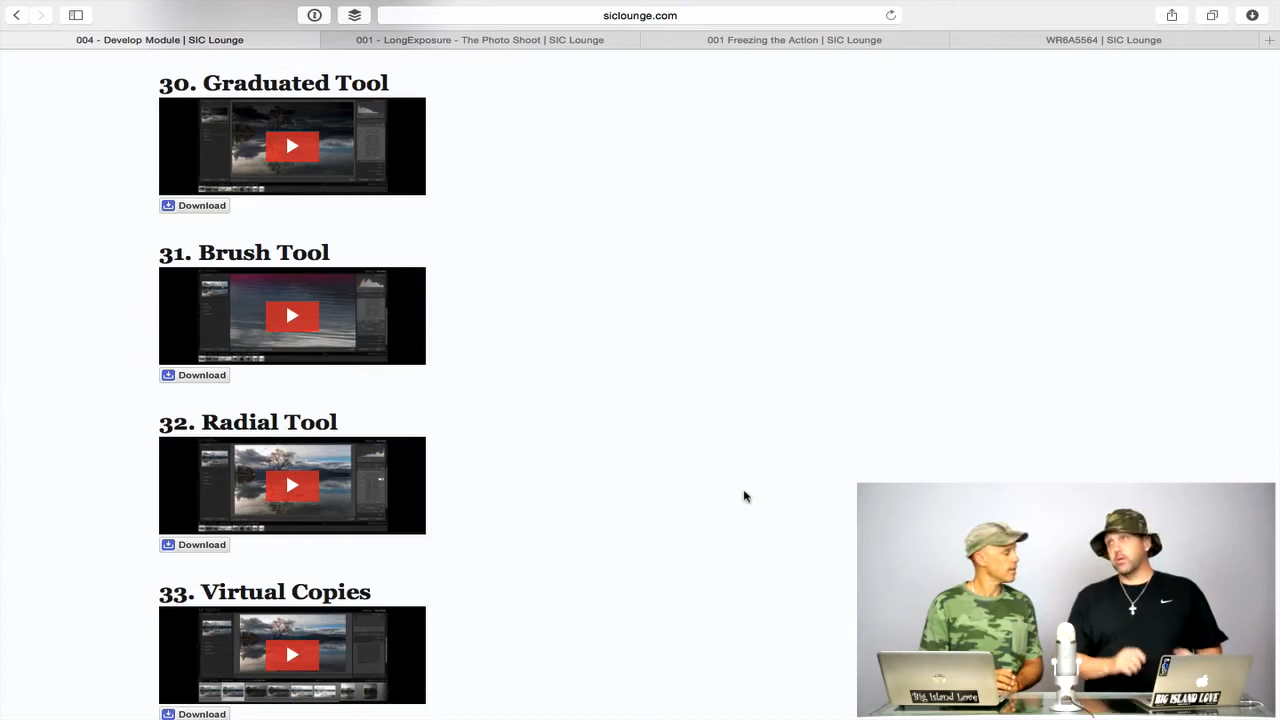 siclounge.com
004 - Develop Module | SIC Lounge
001 - LongExposure - The Photo Shoot | SIC Lounge
001 Freezing the Action | SIC Lounge
WR6A5564 | SIC Lounge
30. Graduated Tool
Download
31. Brush Tool
Download
32. Radial Tool
Download
33. Virtual Copies
Download
Big Island Love
BIG ISLAND LOVE